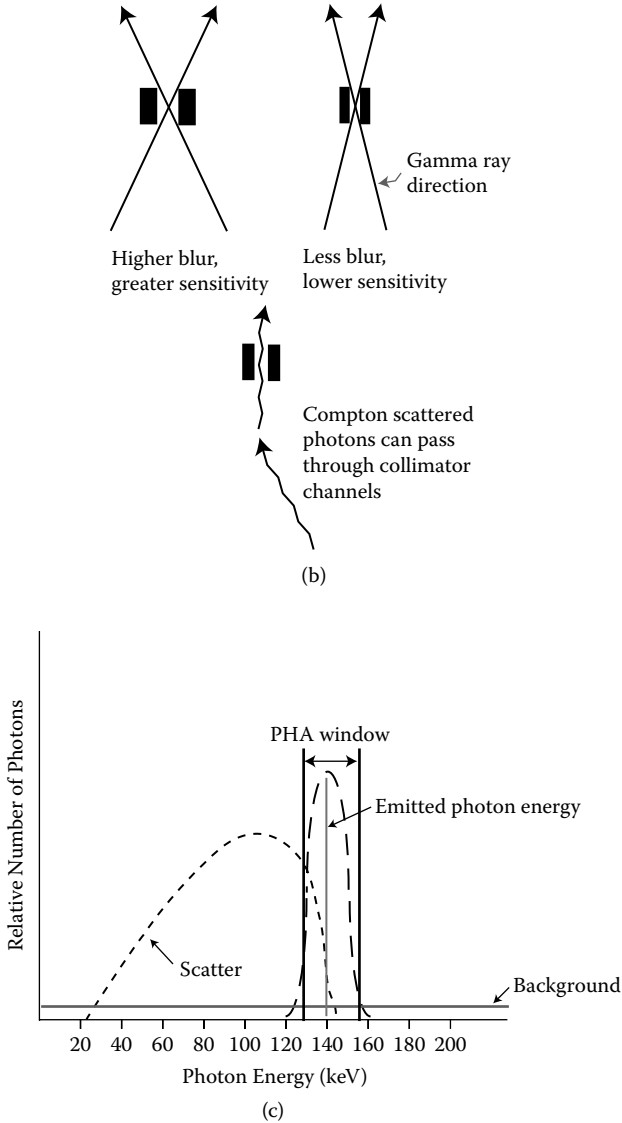 Gamma ray
direction
Higher blur,
greater sensitivity
Less blur,
lower sensitivity
Compton scattered
photons can pass
through collimator
channels
(b)
Relative Number of Photons
PHA window
Emitted photon energy
Scatter
Background
20 40 60 80 100 120 140 160 180 200
Photon Energy (keV)
(c)